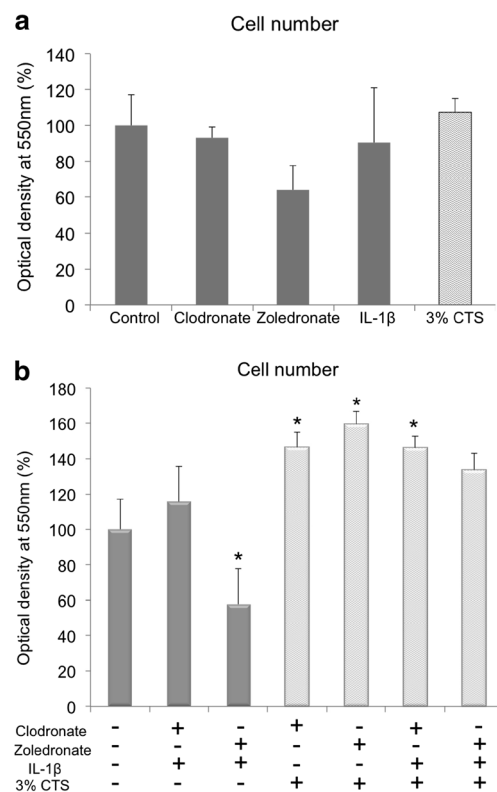 a
Cell number
Optical density at 550nm (%)
140
120
100
80
60
40
20
0
Control Clodronate Zoledronate IL-1β 3% CTS
b
Cell number
Optical density at 550nm (%)
180
160
140
120
100
80
60
40
20
0
* * * *
Clodronate - + - + - + -
Zoledronate - - + - + - +
IL-1β - + + - - + +
3% CTS - - - + + + +